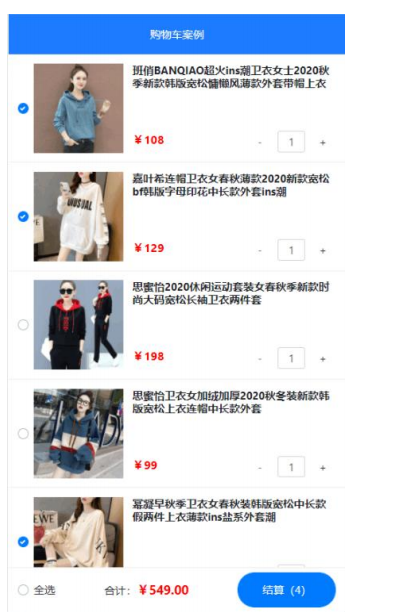 购物车案例
班俏BANQIAO超火ins潮卫衣女士2020秋
季新款韩版宽松慵懒风薄款外套带帽上衣
¥108
- 1 +
嘉叶希连帽卫衣女春秋薄款2020新款宽松
bf韩版字母印花中长款外套ins潮
UNUSUAL
¥129
- 1 +
思蜜怡2020休闲运动套装女春秋季新款时
尚大码宽松长袖卫衣两件套
¥198
- 1 +
思蜜怡卫衣女加绒加厚2020秋冬装新款韩
版宽松上衣连帽中长款外套
¥99
- 1 +
幂凝早秋季卫衣女春秋装韩版宽松中长款
假两件上衣薄款ins盐系外套潮
全选
合计: ¥549.00
结算 (4)